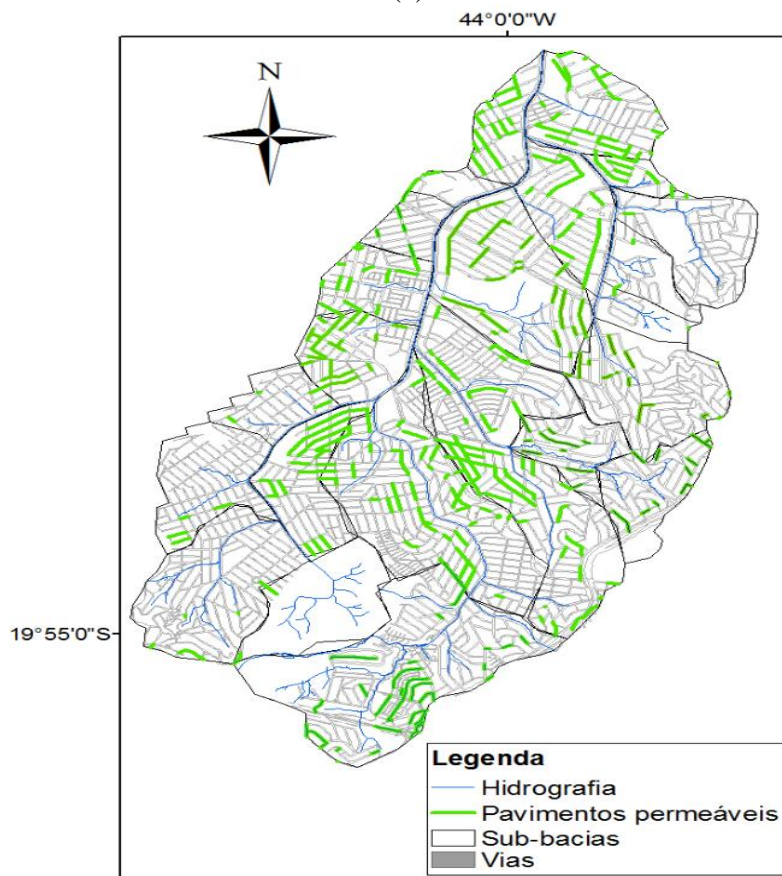 44°0'0"W
N
19°55'0"S
Legenda
Hidrografia
Pavimentos permeáveis
Sub-bacias
Vias